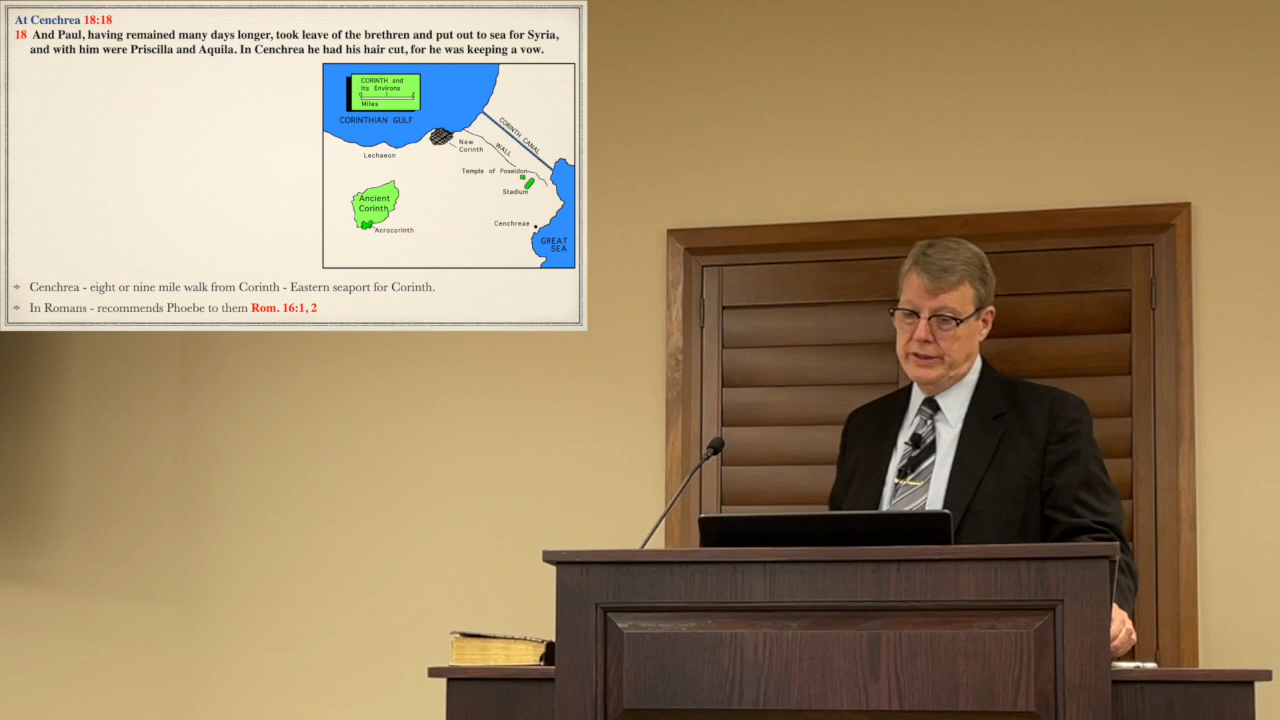 At Cenchrea 18:18
18 And Paul, having remained many days longer, took leave of the brethren and put out to sea for Syria,
and with him were Priscilla and Aquila. In Cenchrea he had his hair cut, for he was keeping a vow.
CORINTH and
Its Environs
0 1 2
Miles
CORINTHIAN GULF
CORINTH CANAL
New
Corinth
WALL
Lechaeon
Temple of Poseidon
Stadium
Ancient
Corinth
Acrocorinth
Cenchreae
GREAT
SEA
Cenchrea - eight or nine mile walk from Corinth - Eastern seaport for Corinth.
In Romans - recommends Phoebe to them Rom. 16:1, 2